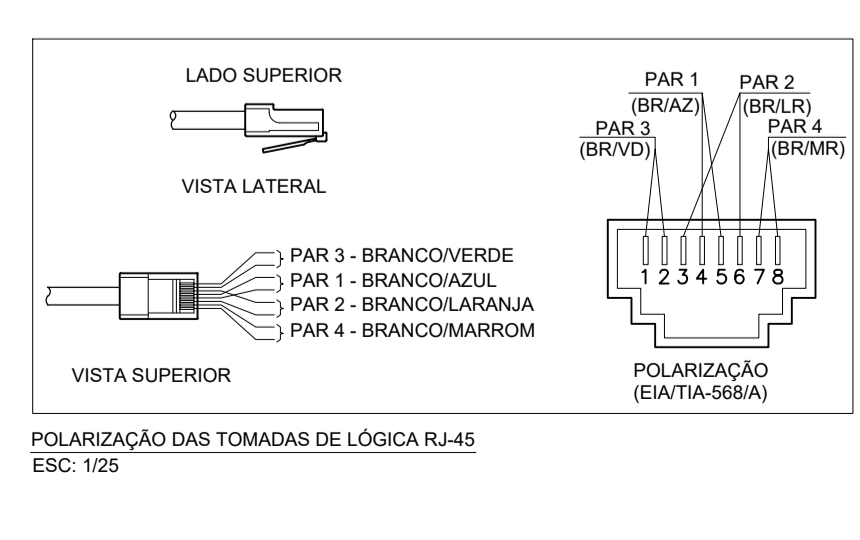 LADO SUPERIOR
VISTA LATERAL
PAR 3 - BRANCO/VERDE
PAR 1 - BRANCO/AZUL
PAR 2 - BRANCO/LARANJA
PAR 4 - BRANCO/MARROM
VISTA SUPERIOR
PAR 1
(BR/AZ)
PAR 2
(BR/LR)
PAR 3
(BR/VD)
PAR 4
(BR/MR)
1 2 3 4 5 6 7 8
POLARIZAÇÃO
(EIA/TIA-568/A)
POLARIZAÇÃO DAS TOMADAS DE LÓGICA RJ-45
ESC: 1/25